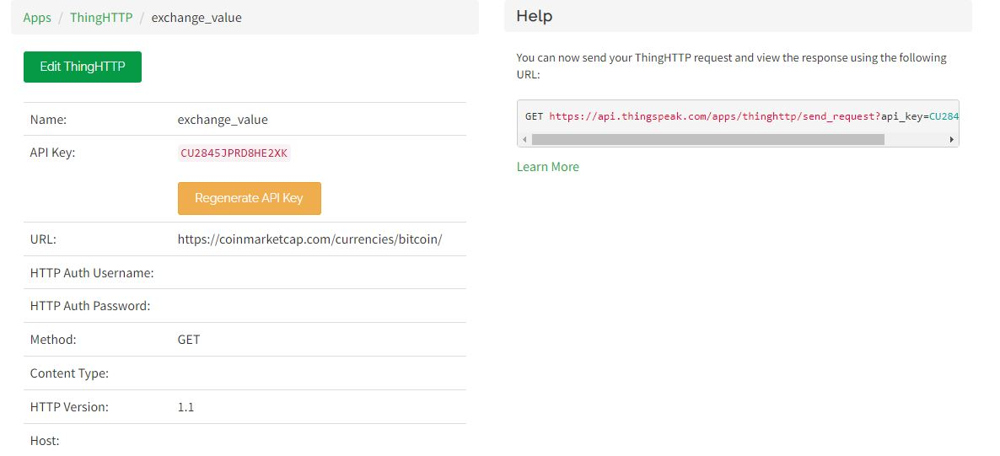 Apps / ThingHTTP / exchange_value
Edit ThingHTTP
Name: exchange_value
API Key: CU2845JPRD8HE2XK
Regenerate API Key
URL: https://coinmarketcap.com/currencies/bitcoin/
HTTP Auth Username:
HTTP Auth Password:
Method: GET
Content Type:
HTTP Version: 1.1
Host:
Help
You can now send your ThingHTTP request and view the response using the following
URL:
GET https://api.thingspeak.com/apps/thinghttp/send_request?api_key=CU284
Learn More